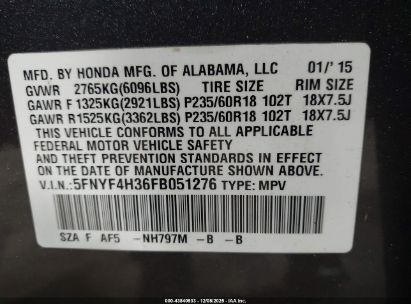 MFD. BY HONDA MFG. OF ALABAMA, LLC 01/'15
GVWR 2765KG(6096LBS) TIRE SIZE RIM SIZE
GAWR F 1325KG(2921LBS) P235/60R18 102T 18X7.5J
GAWR R1525KG(3362LBS) P235/60R18 102T 18X7.5J
THIS VEHICLE CONFORMS TO ALL APPLICABLE
FEDERAL MOTOR VEHICLE SAFETY
AND THEFT PREVENTION STANDARDS IN EFFECT
ON THE DATE OF MANUFACTURE SHOWN ABOVE.
V.I.N.:5FNYF4H36FB051276 TYPE: MPV
SZA F AF5 -NH797M -B -B